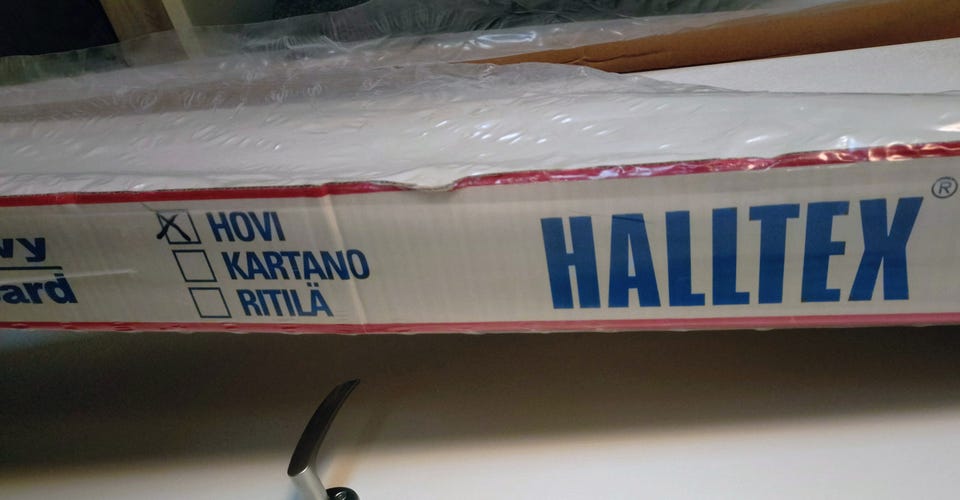 HOVI
KARTANO
RITILÄ
HALLTEX®